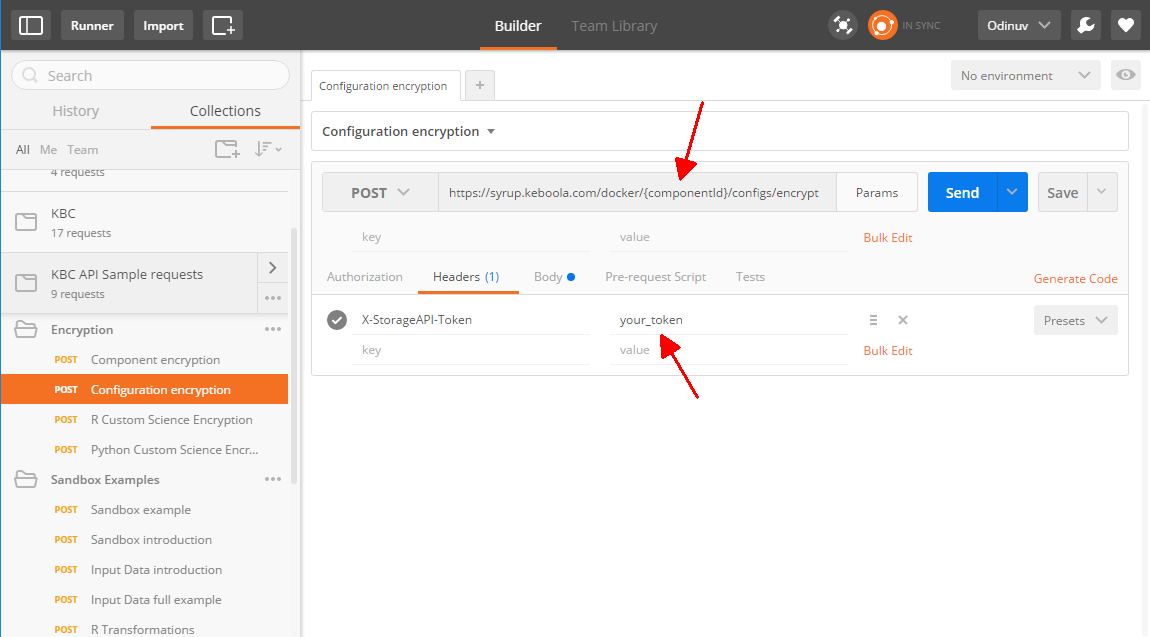 Runner
Import
Builder
Team Library
IN SYNC
Odinuv
Search
History
Collections
All Me Team
4 requests
KBC
17 requests
KBC API Sample requests
9 requests
Encryption
POST Component encryption
POST Configuration encryption
POST R Custom Science Encryption
POST Python Custom Science Encr...
Sandbox Examples
POST Sandbox example
POST Sandbox introduction
POST Input Data introduction
POST Input Data full example
POST R Transformations
Configuration encryption
+
No environment
Configuration encryption
POST
https://syrup.keboola.com/docker/{componentId}/configs/encrypt
Params
Send
Save
key value Bulk Edit
Authorization Headers (1) Body Pre-request Script Tests
Generate Code
X-StorageAPI-Token your_token
Presets
key value Bulk Edit